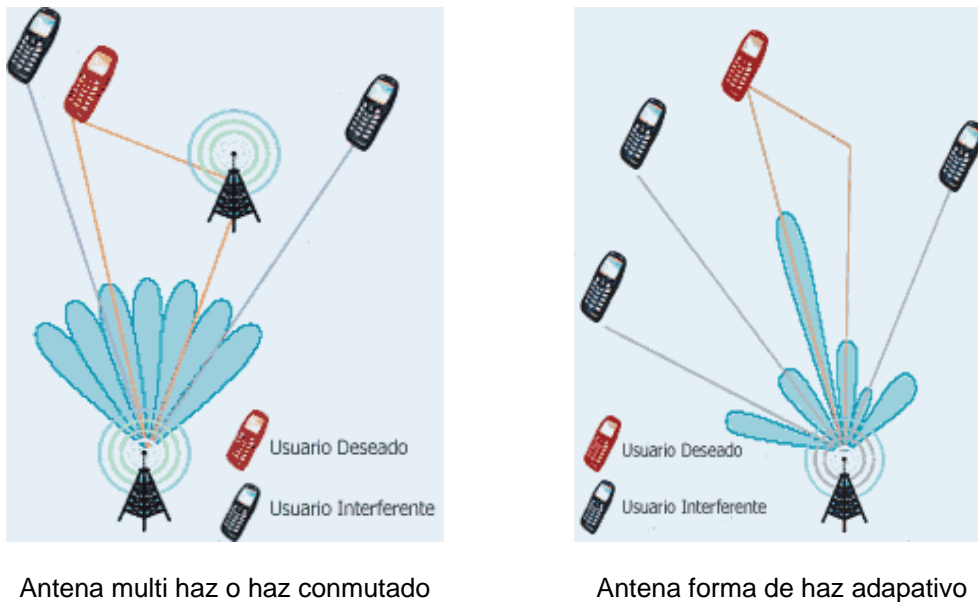 Usuario Deseado
Usuario Interferente
Usuario Deseado
Usuario Interferente
Antena multi haz o haz conmutado
Antena forma de haz adapativo